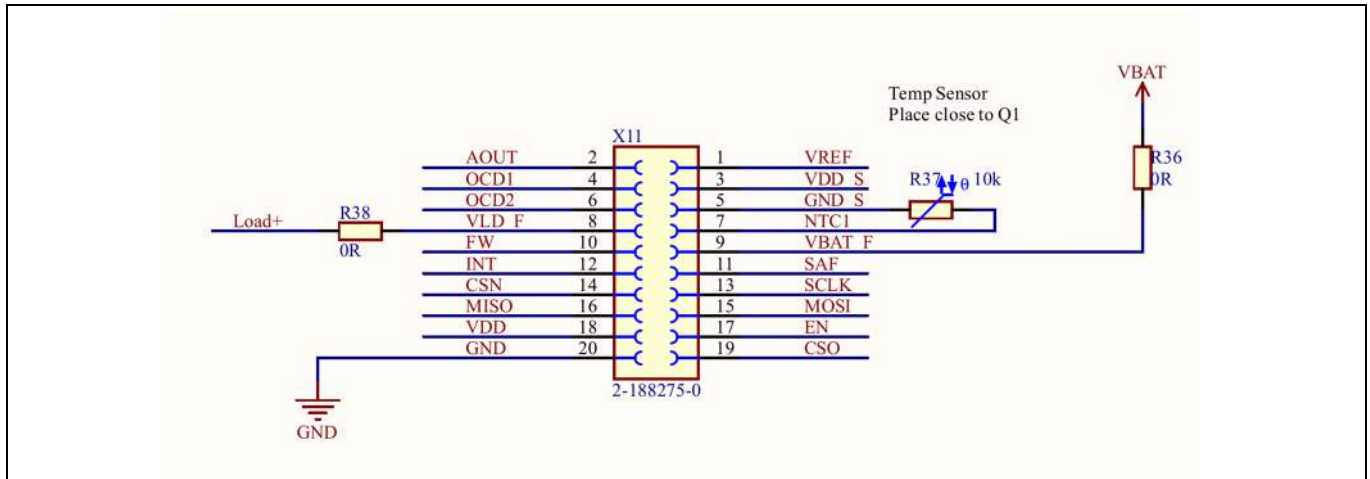 VBAT
Temp Sensor
Place close to Q1
X11
AOUT 2 1 VREF
OCD1 4 3 VDD_S
R37 θ 10k
R36
0R
OCD2 6 5 GND_S
Load+ R38 VLD_F 8 7 NTC1
0R
FW 10 9 VBAT_F
INT 12 11 SAF
CSN 14 13 SCLK
MISO 16 15 MOSI
VDD 18 17 EN
GND 20 19 CSO
2-188275-0
GND